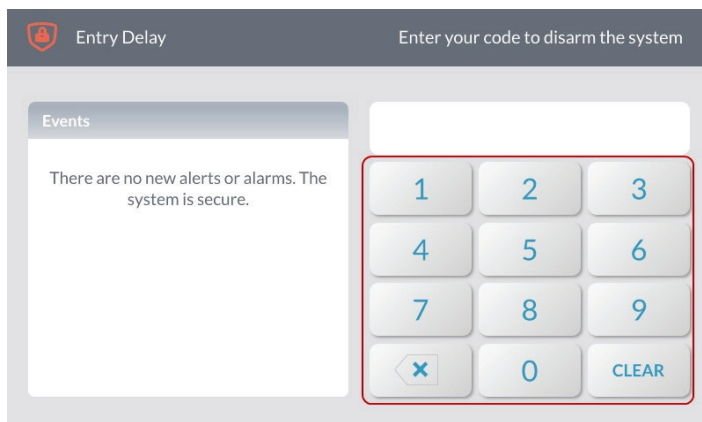 Entry Delay
Enter your code to disarm the system
Events
There are no new alerts or alarms. The
system is secure.
1 2 3
4 5 6
7 8 9
0 CLEAR